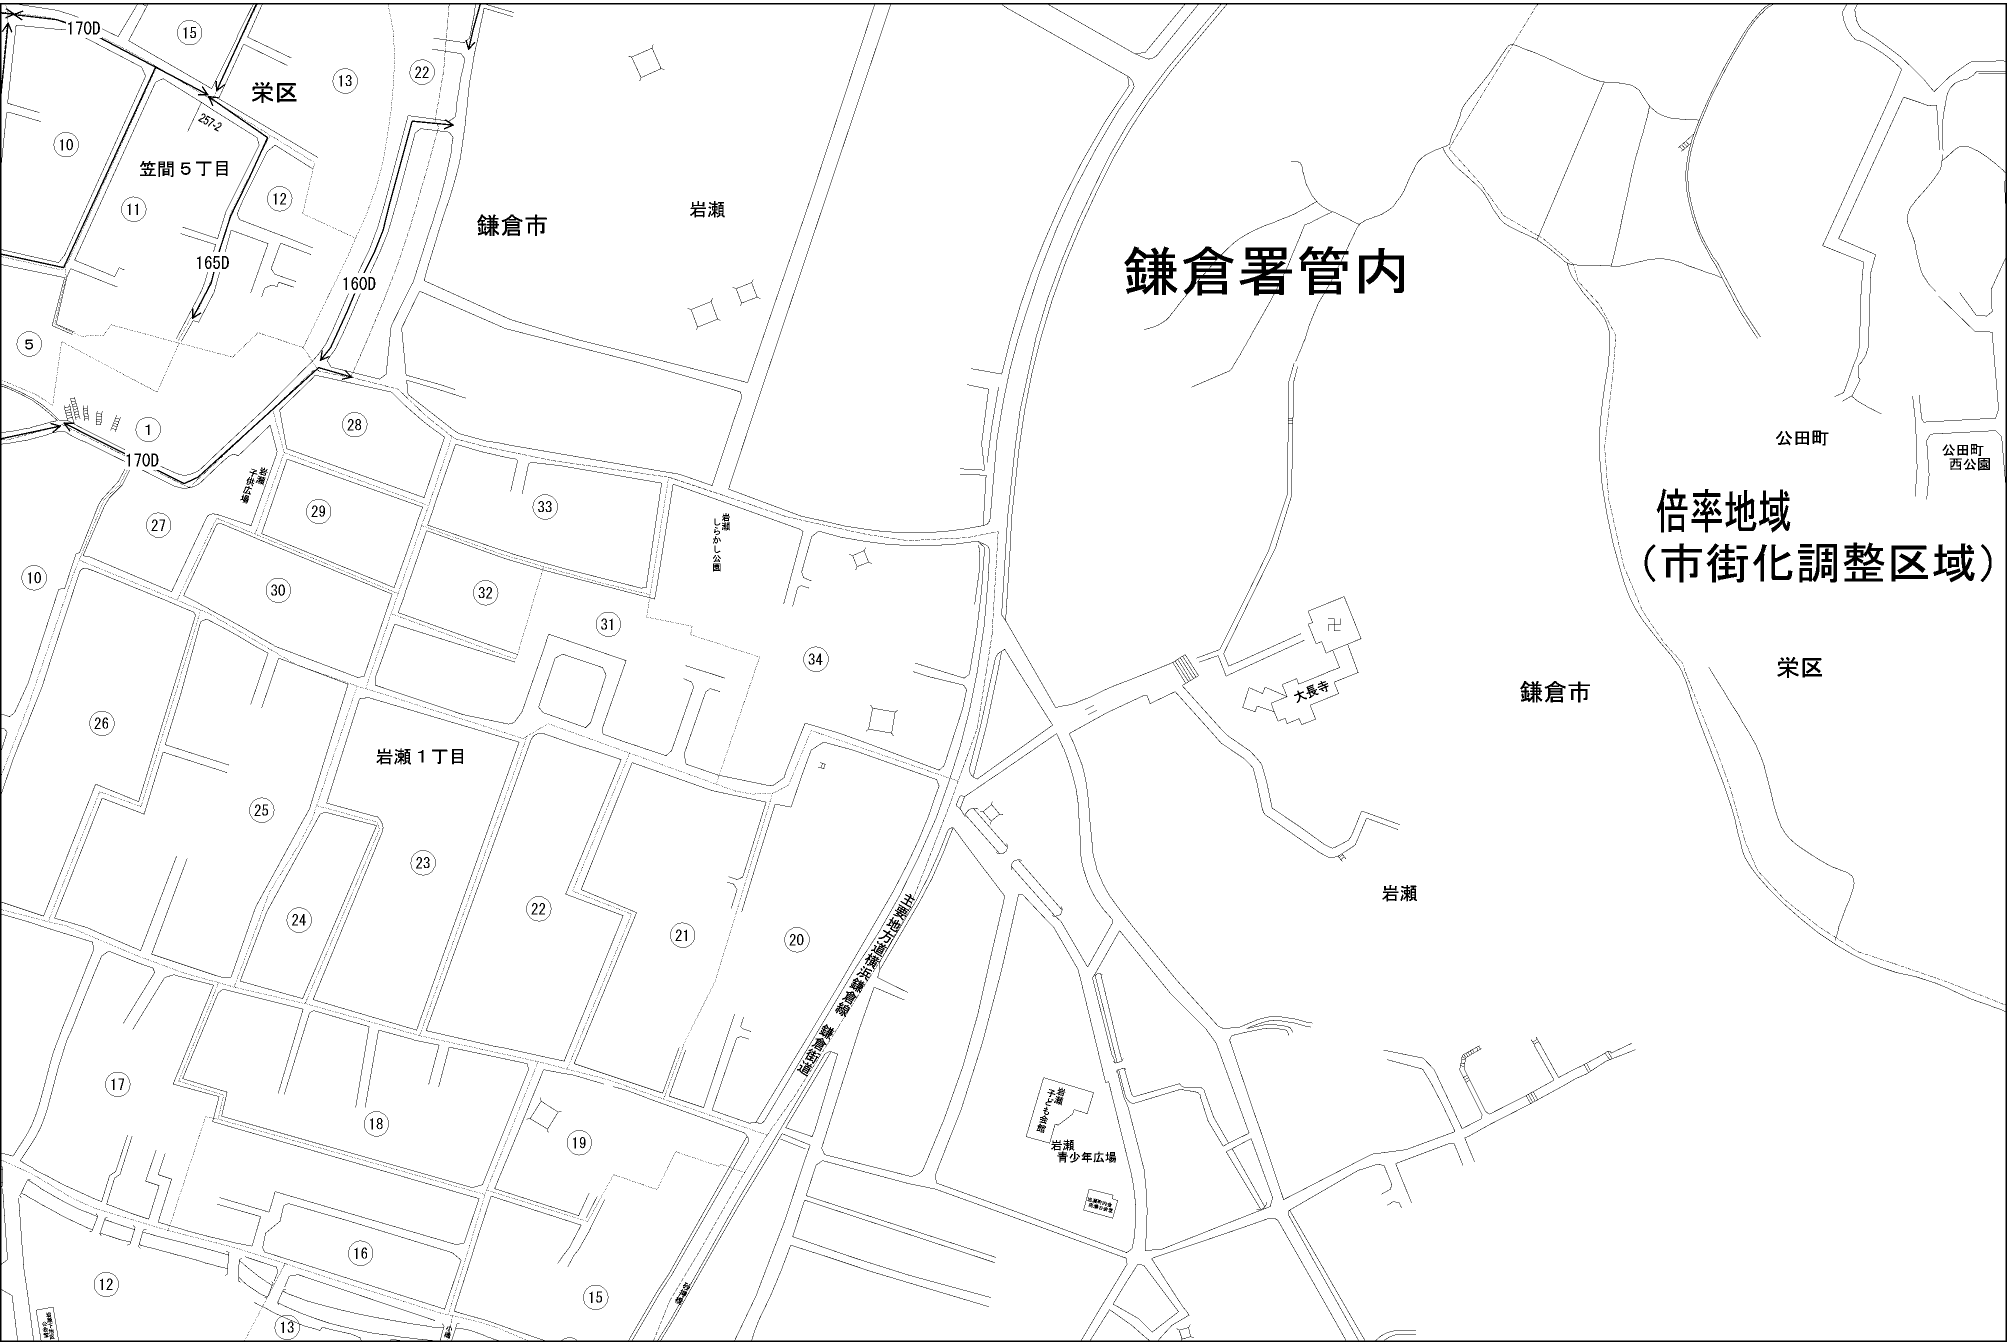 170D
15
栄区
13
22
257-2
10
笠間5丁目
12
11
鎌倉市
岩瀬
165D
160D
鎌倉署管内
5
1
170D
28
岩瀬
子供広場
公田町
公田町
西公園
倍率地域
(市街化調整区域)
27
29
33
岩瀬
しらかし公園
10
30
32
31
34
卍
大長寺
鎌倉市
栄区
26
岩瀬1丁目
25
23
24
22
21
20
岩瀬
主要地方道横浜鎌倉線 鎌倉街道
17
18
19
岩瀬
子ども会館
岩瀬
青少年広場
16
12
15
13